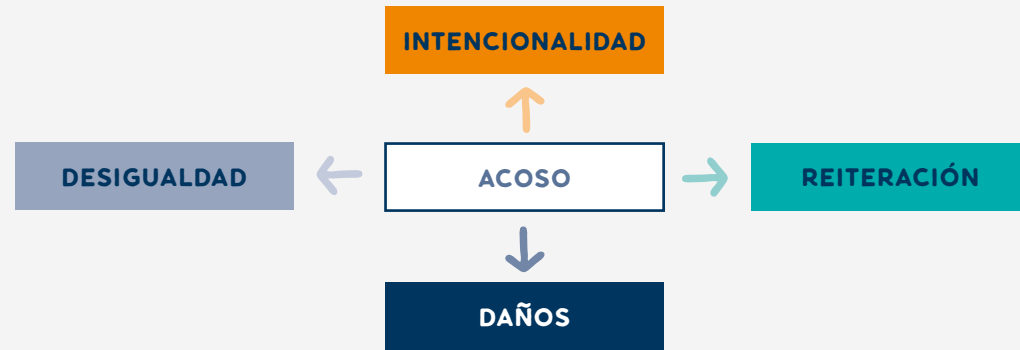 INTENCIONALIDAD
DESIGUALDAD
ACOSO
REITERACIÓN
DAÑOS